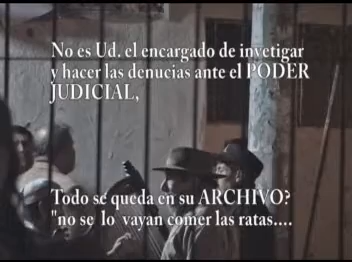 No es Ud. el encargado de invetigar
y hacer las denucias ante el PODER
JUDICIAL,
Todo se queda en su ARCHIVO?
"no se lo vayan comer las ratas....